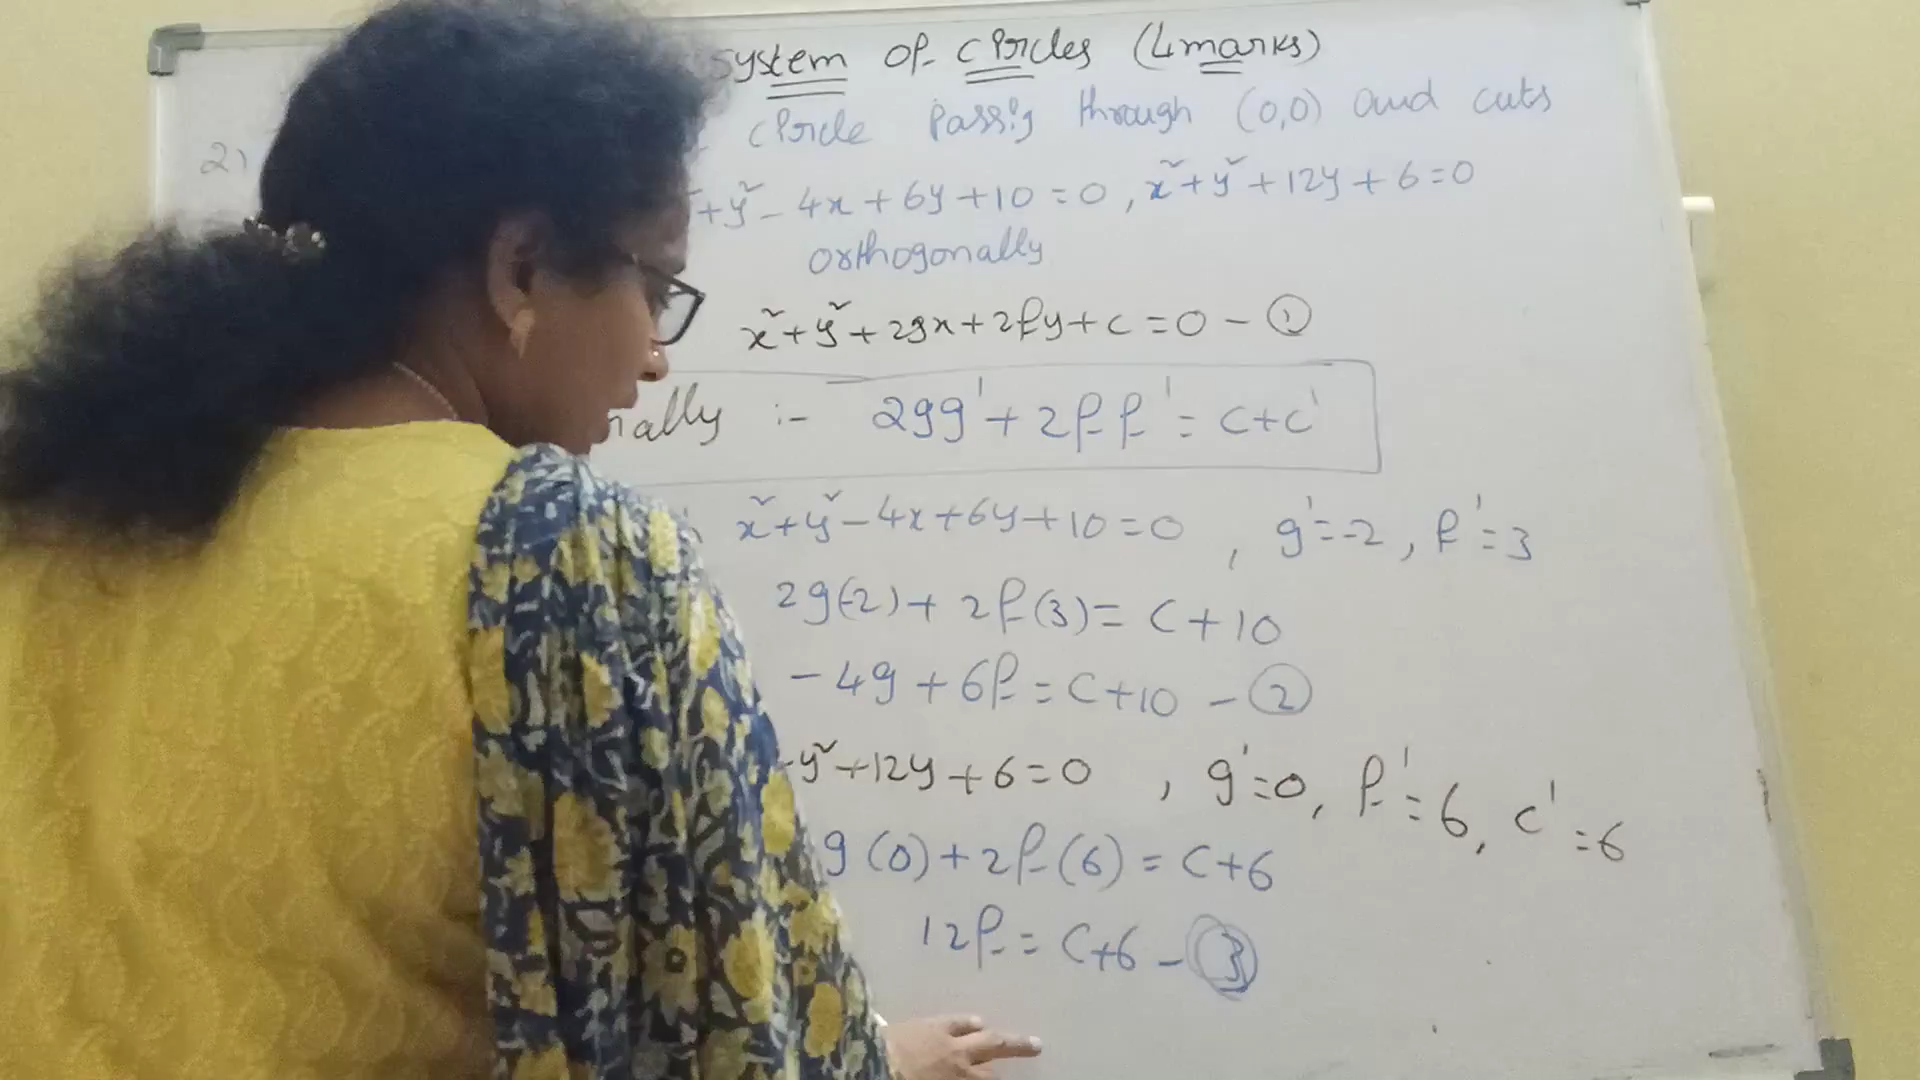 system of circles (4marks)
2) circle passig through (0,0) and cuts
+y² - 4x + 6y + 10 = 0, x² + y² + 12y + 6 = 0
orthogonally
x² + y² + 2gx + 2fy + c = 0 - ①
nally :- 2gg' + 2ff' = c + c'
x² + y² - 4x + 6y + 10 = 0, g' = -2, f' = 3
2g(-2) + 2f(3) = c + 10
-4g + 6f = c + 10 - ②
y² + 12y + 6 = 0, g' = 0, f' = 6, c' = 6
g(0) + 2f(6) = c + 6
12f = c + 6 - ③